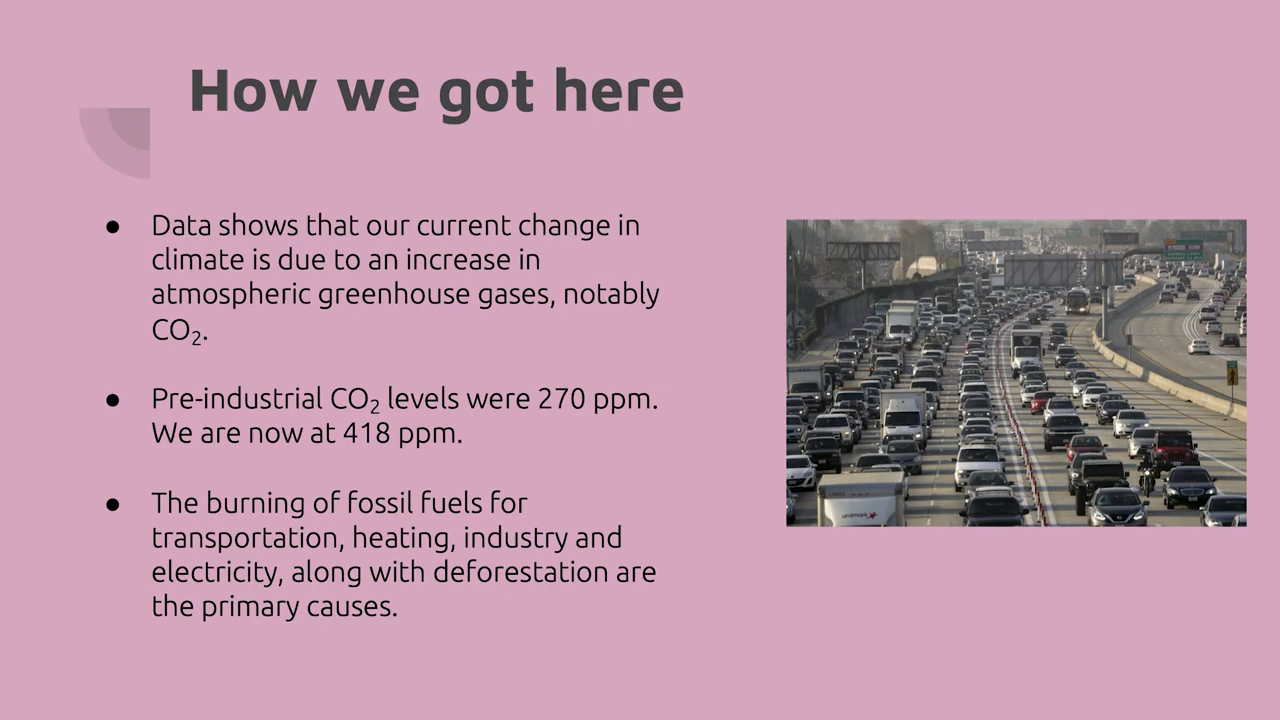 How we got here
● Data shows that our current change in
climate is due to an increase in
atmospheric greenhouse gases, notably
CO₂.
● Pre-industrial CO₂ levels were 270 ppm.
We are now at 418 ppm.
● The burning of fossil fuels for
transportation, heating, industry and
electricity, along with deforestation are
the primary causes.
aramark